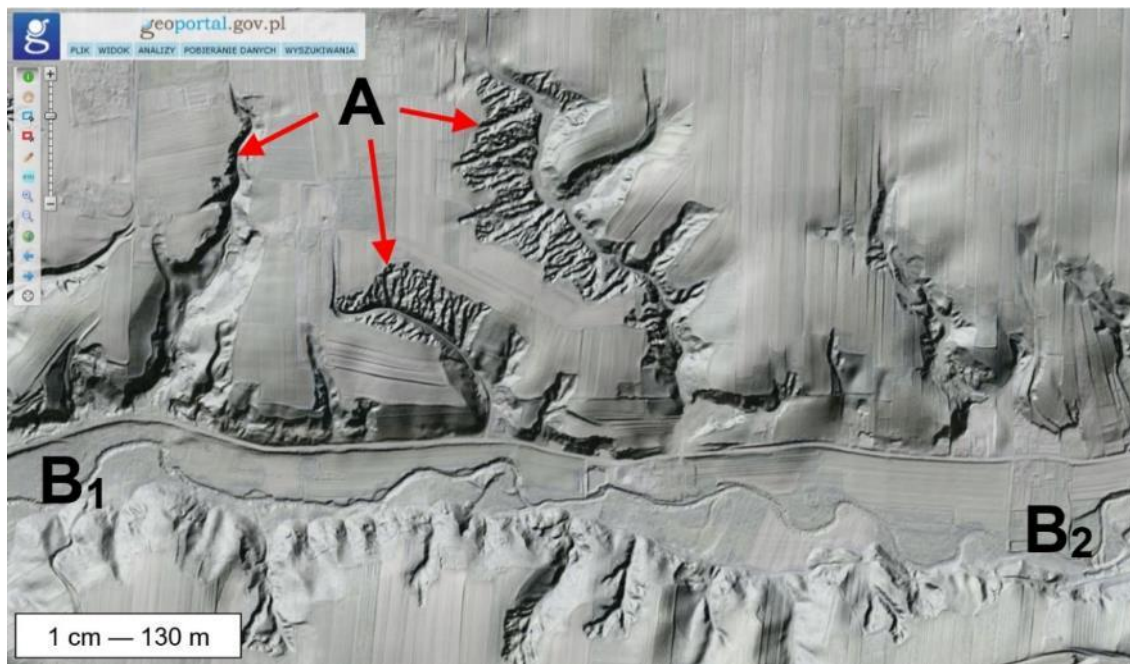 geoportal.gov.pl
PLIK WIDOK ANALIZY POBIERANIE DANYCH WYSZUKIWANIA
A
B1
B2
1 cm — 130 m